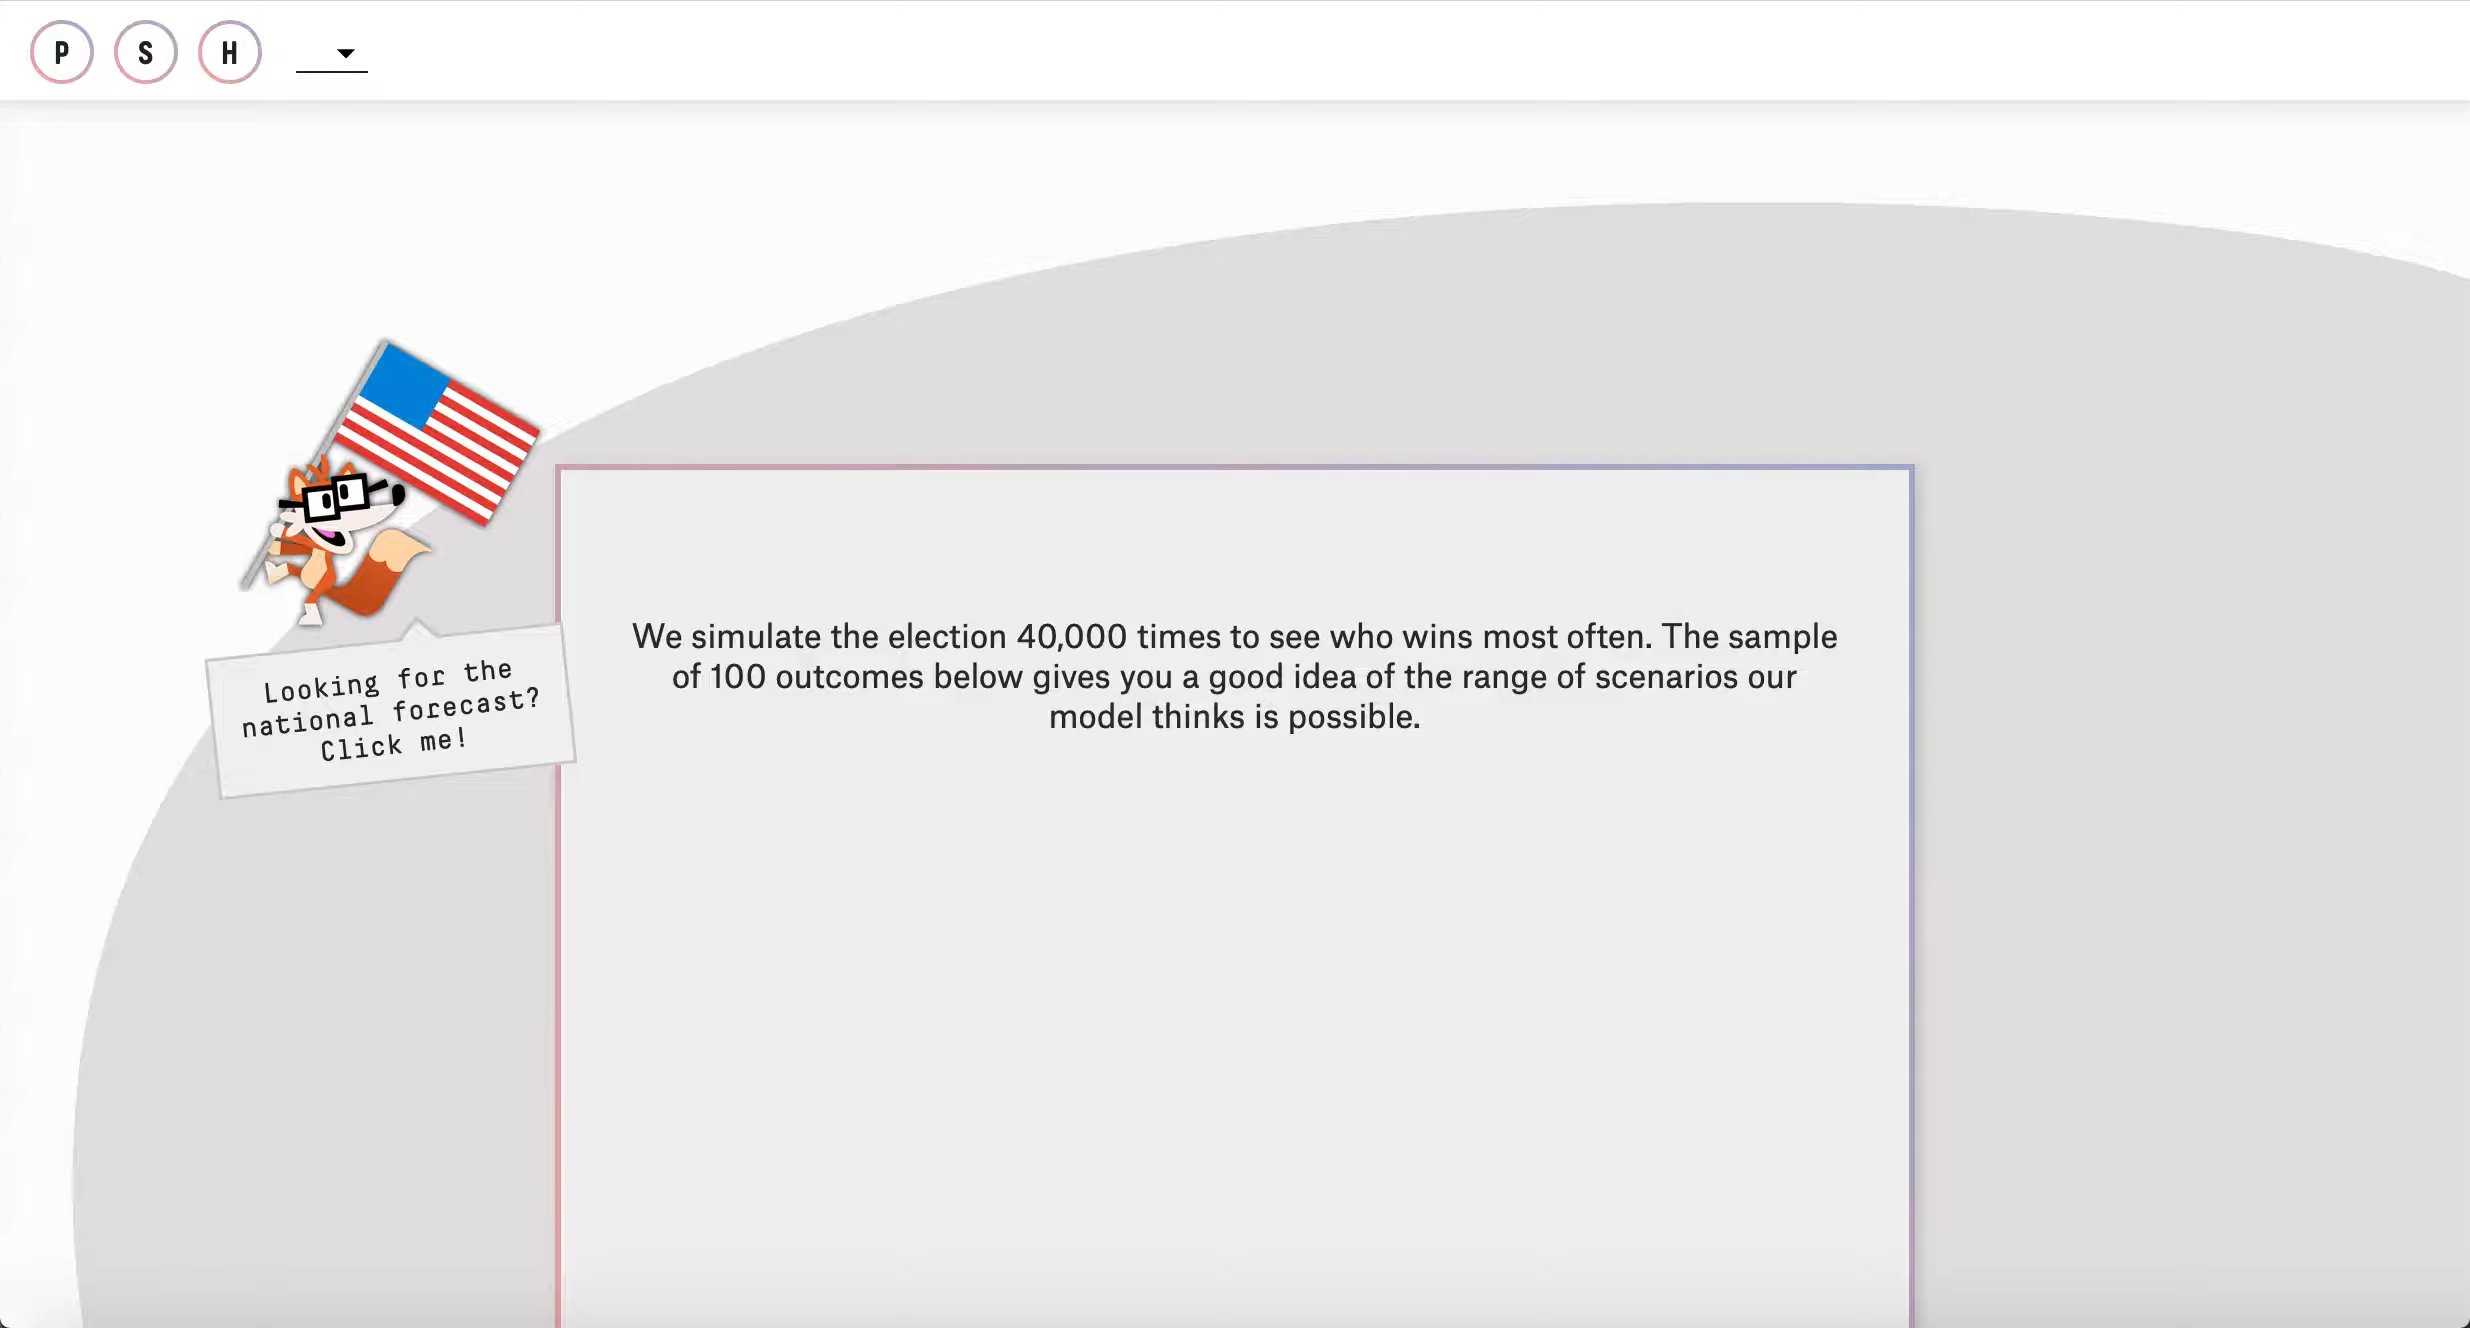 P S H
Looking for the
national forecast?
Click me!
We simulate the election 40,000 times to see who wins most often. The sample
of 100 outcomes below gives you a good idea of the range of scenarios our
model thinks is possible.